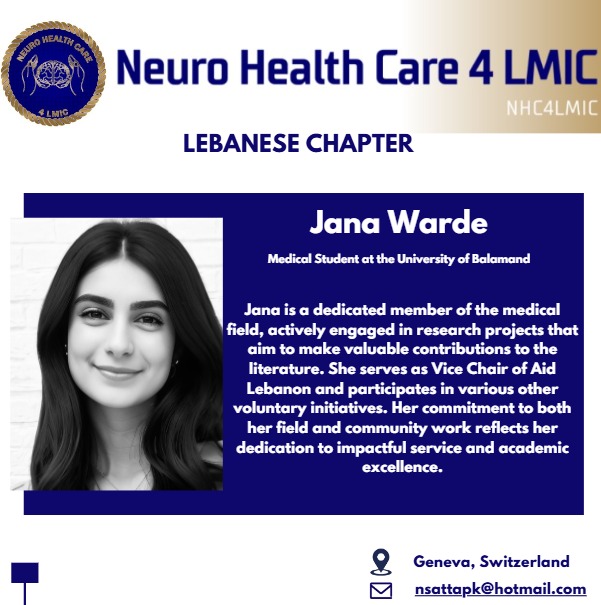 NEURO HEALTH CARE
4 LMIC
Neuro Health Care 4 LMIC
NHC4LMIC
LEBANESE CHAPTER
Jana Warde
Medical Student at the University of Balamand
Jana is a dedicated member of the medical
field, actively engaged in research projects that
aim to make valuable contributions to the
literature. She serves as Vice Chair of Aid
Lebanon and participates in various other
voluntary initiatives. Her commitment to both
her field and community work reflects her
dedication to impactful service and academic
excellence.
Geneva, Switzerland
nsattapk@hotmail.com